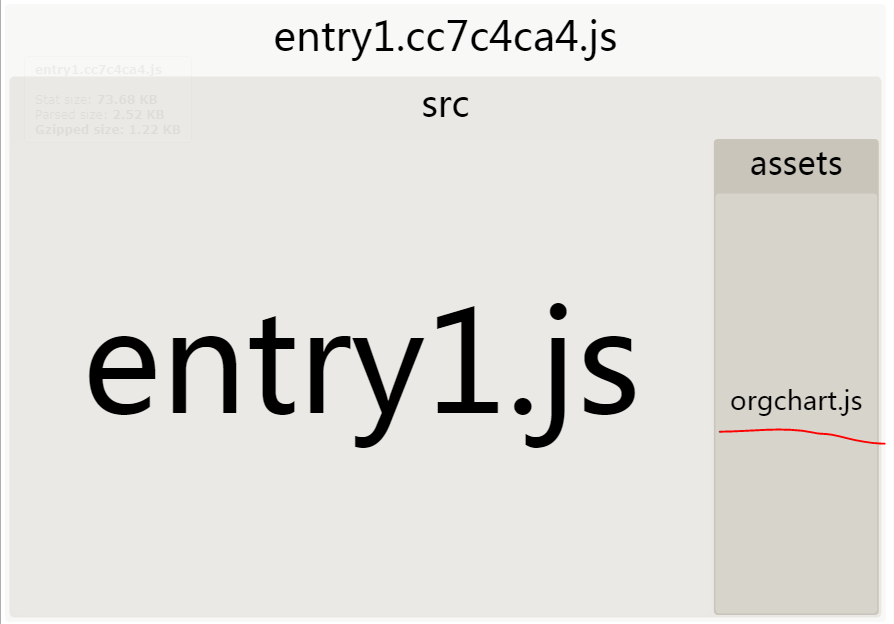 entry1.cc7c4ca4.js
entry1.cc7c4ca4.js
Stat size: 73.68 KB
Parsed size: 2.52 KB
Gzipped size: 1.22 KB
src
assets
entry1.js
orgchart.js